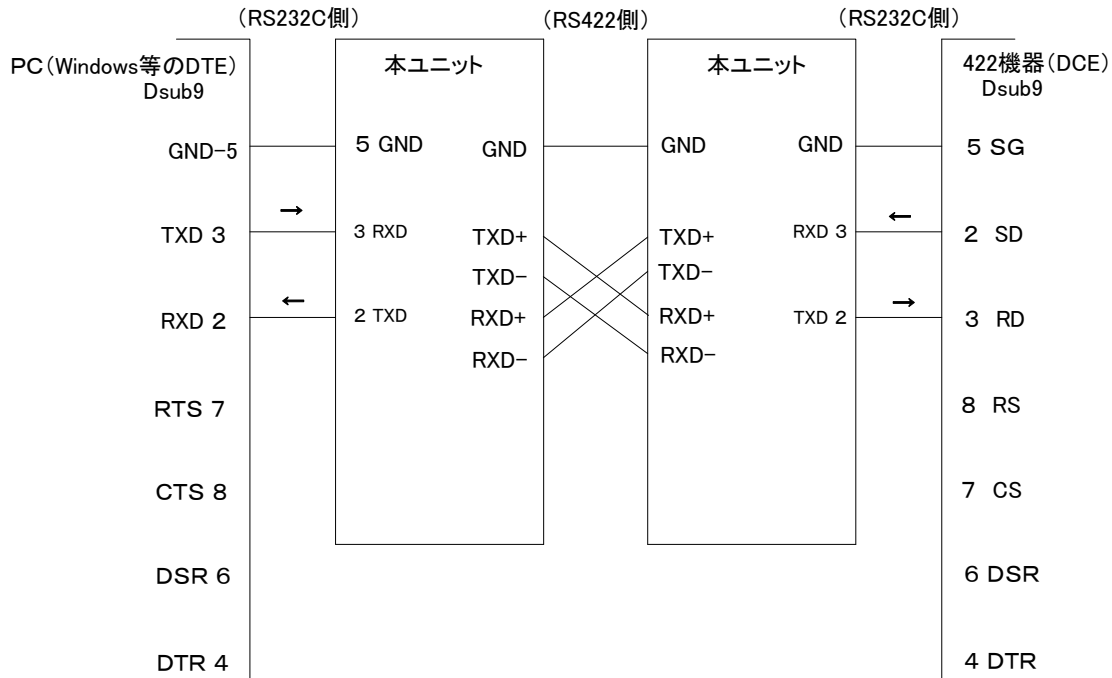 (RS232C側) (RS422側) (RS232C側)
PC(Windows等のDTE) 本ユニット 本ユニット 422機器(DCE)
Dsub9 Dsub9
GND-5 5 GND GND GND GND 5 SG
→ ←
TXD 3 3 RXD TXD+ TXD+ RXD 3 2 SD
TXD- TXD-
← →
RXD 2 2 TXD RXD+ RXD+ TXD 2 3 RD
RXD- RXD-
RTS 7 8 RS
CTS 8 7 CS
DSR 6 6 DSR
DTR 4 4 DTR